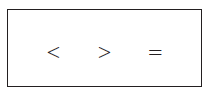 < > =